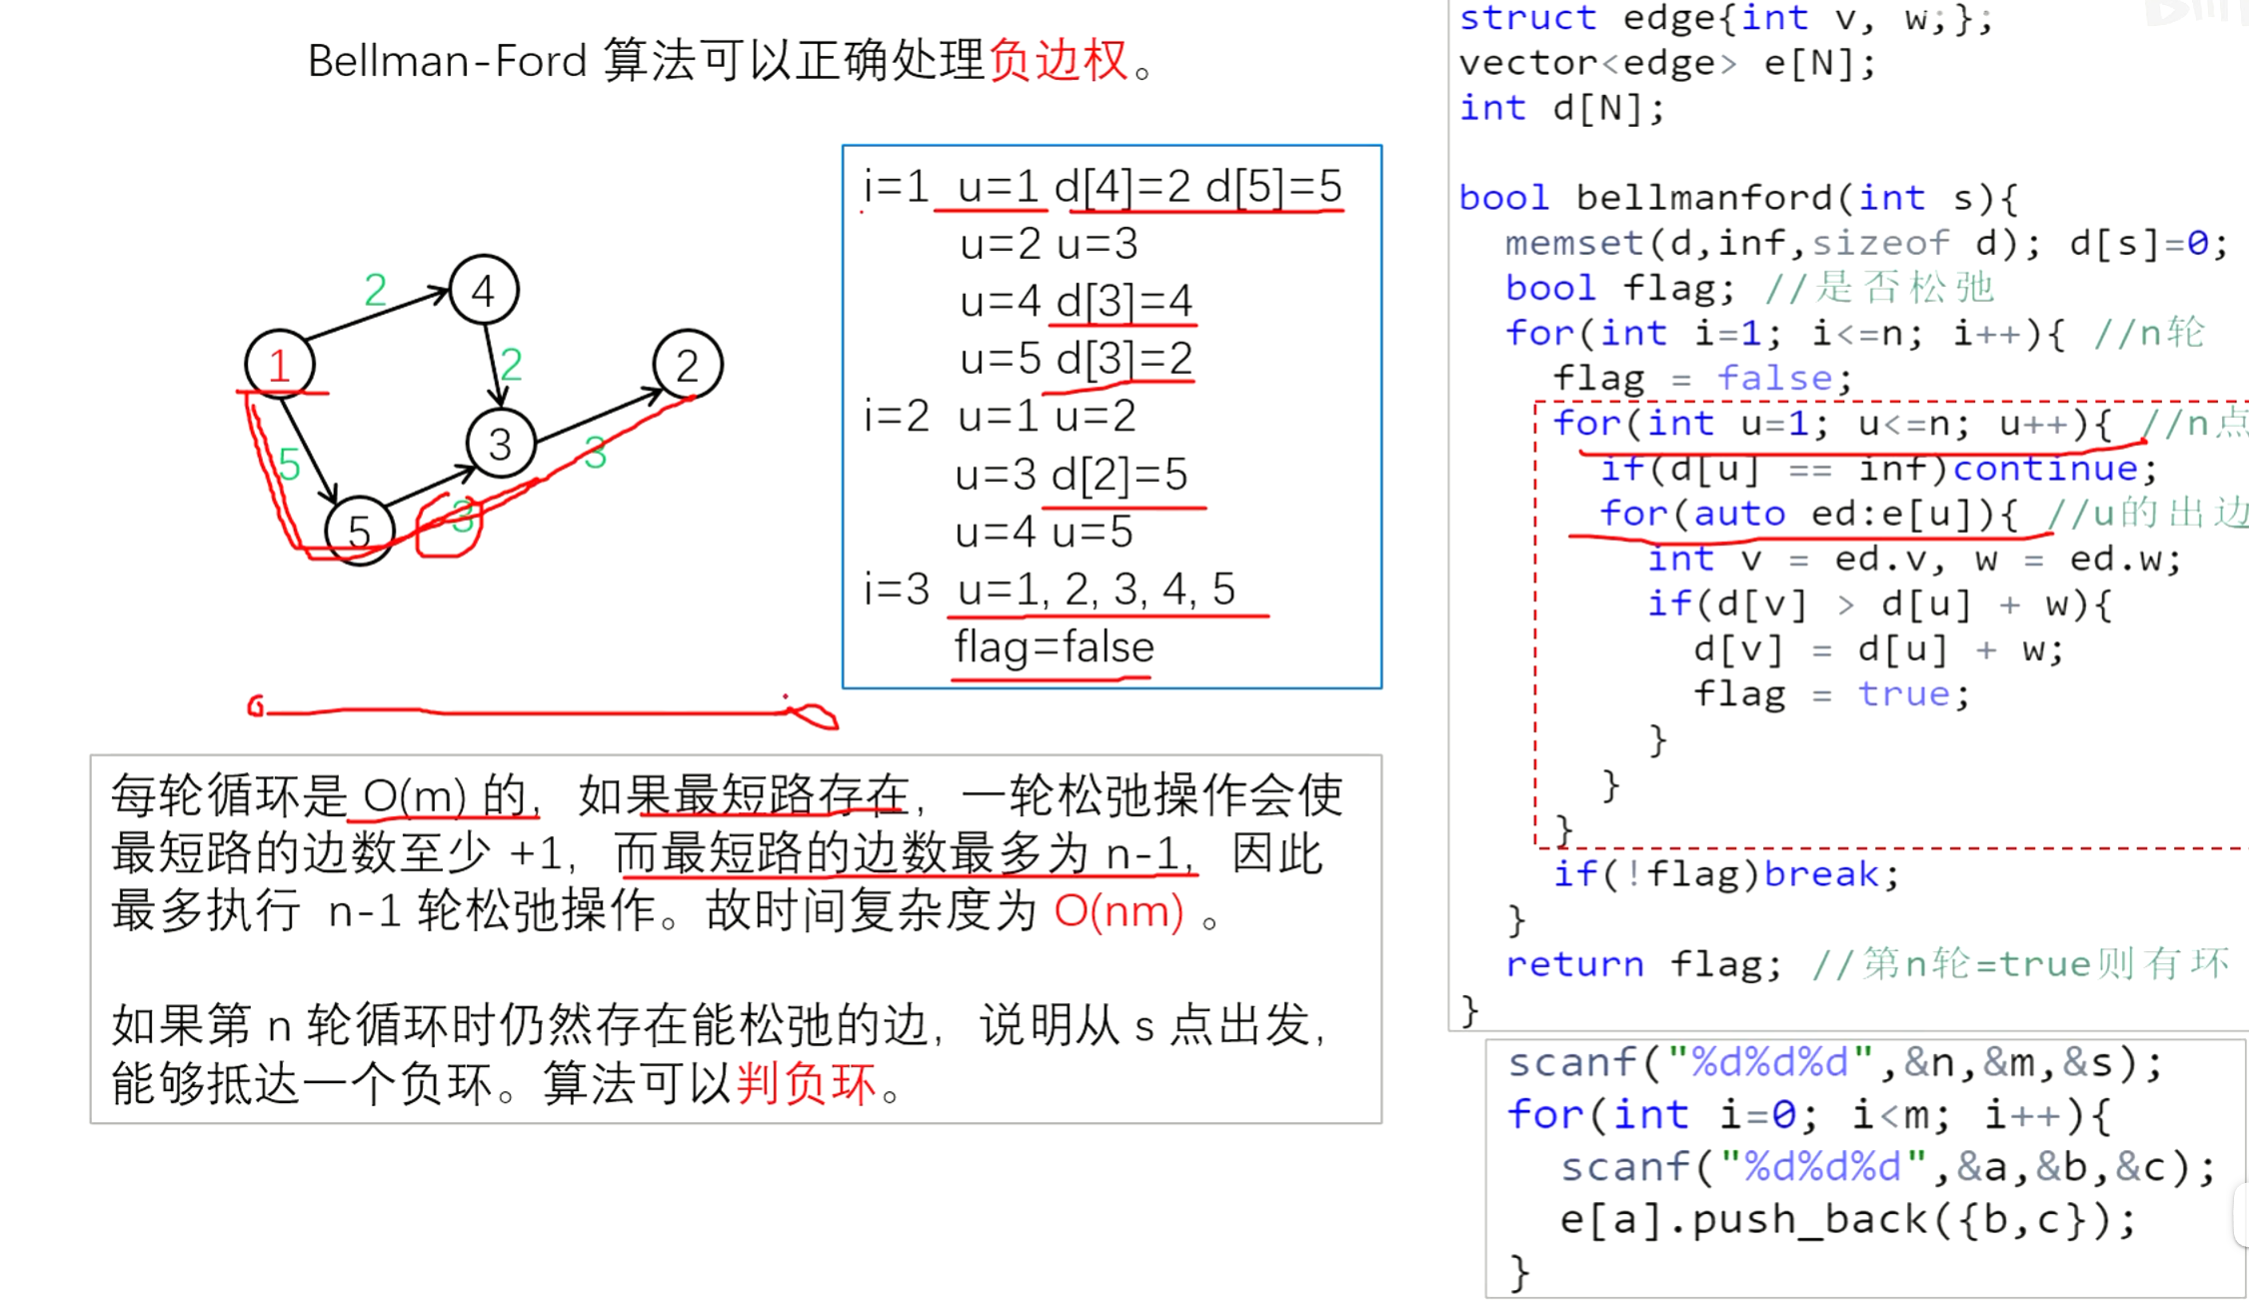 Bellman-Ford 算法可以正确处理负边权。
2
4
1
2
2
5
3
3
5
3
i=1 u=1 d[4]=2 d[5]=5
u=2 u=3
u=4 d[3]=4
u=5 d[3]=2
i=2 u=1 u=2
u=3 d[2]=5
u=4 u=5
i=3 u=1, 2, 3, 4, 5
flag=false
每轮循环是 O(m) 的，如果最短路存在，一轮松弛操作会使
最短路的边数至少 +1，而最短路的边数最多为 n-1，因此
最多执行 n-1 轮松弛操作。故时间复杂度为 O(nm) 。
如果第 n 轮循环时仍然存在能松弛的边，说明从 s 点出发，
能够抵达一个负环。算法可以判负环。
struct edge{int v, w;};
vector<edge> e[N];
int d[N];
bool bellmanford(int s){
memset(d,inf,sizeof d); d[s]=0;
bool flag; //是否松弛
for(int i=1; i<=n; i++){ //n轮
flag = false;
for(int u=1; u<=n; u++){ //n点
if(d[u] == inf)continue;
for(auto ed:e[u]){ //u的出边
int v = ed.v, w = ed.w;
if(d[v] > d[u] + w){
d[v] = d[u] + w;
flag = true;
}
}
}
if(!flag)break;
}
return flag; //第n轮=true则有环
}
scanf("%d%d%d",&n,&m,&s);
for(int i=0; i<m; i++){
scanf("%d%d%d",&a,&b,&c);
e[a].push_back({b,c});
}